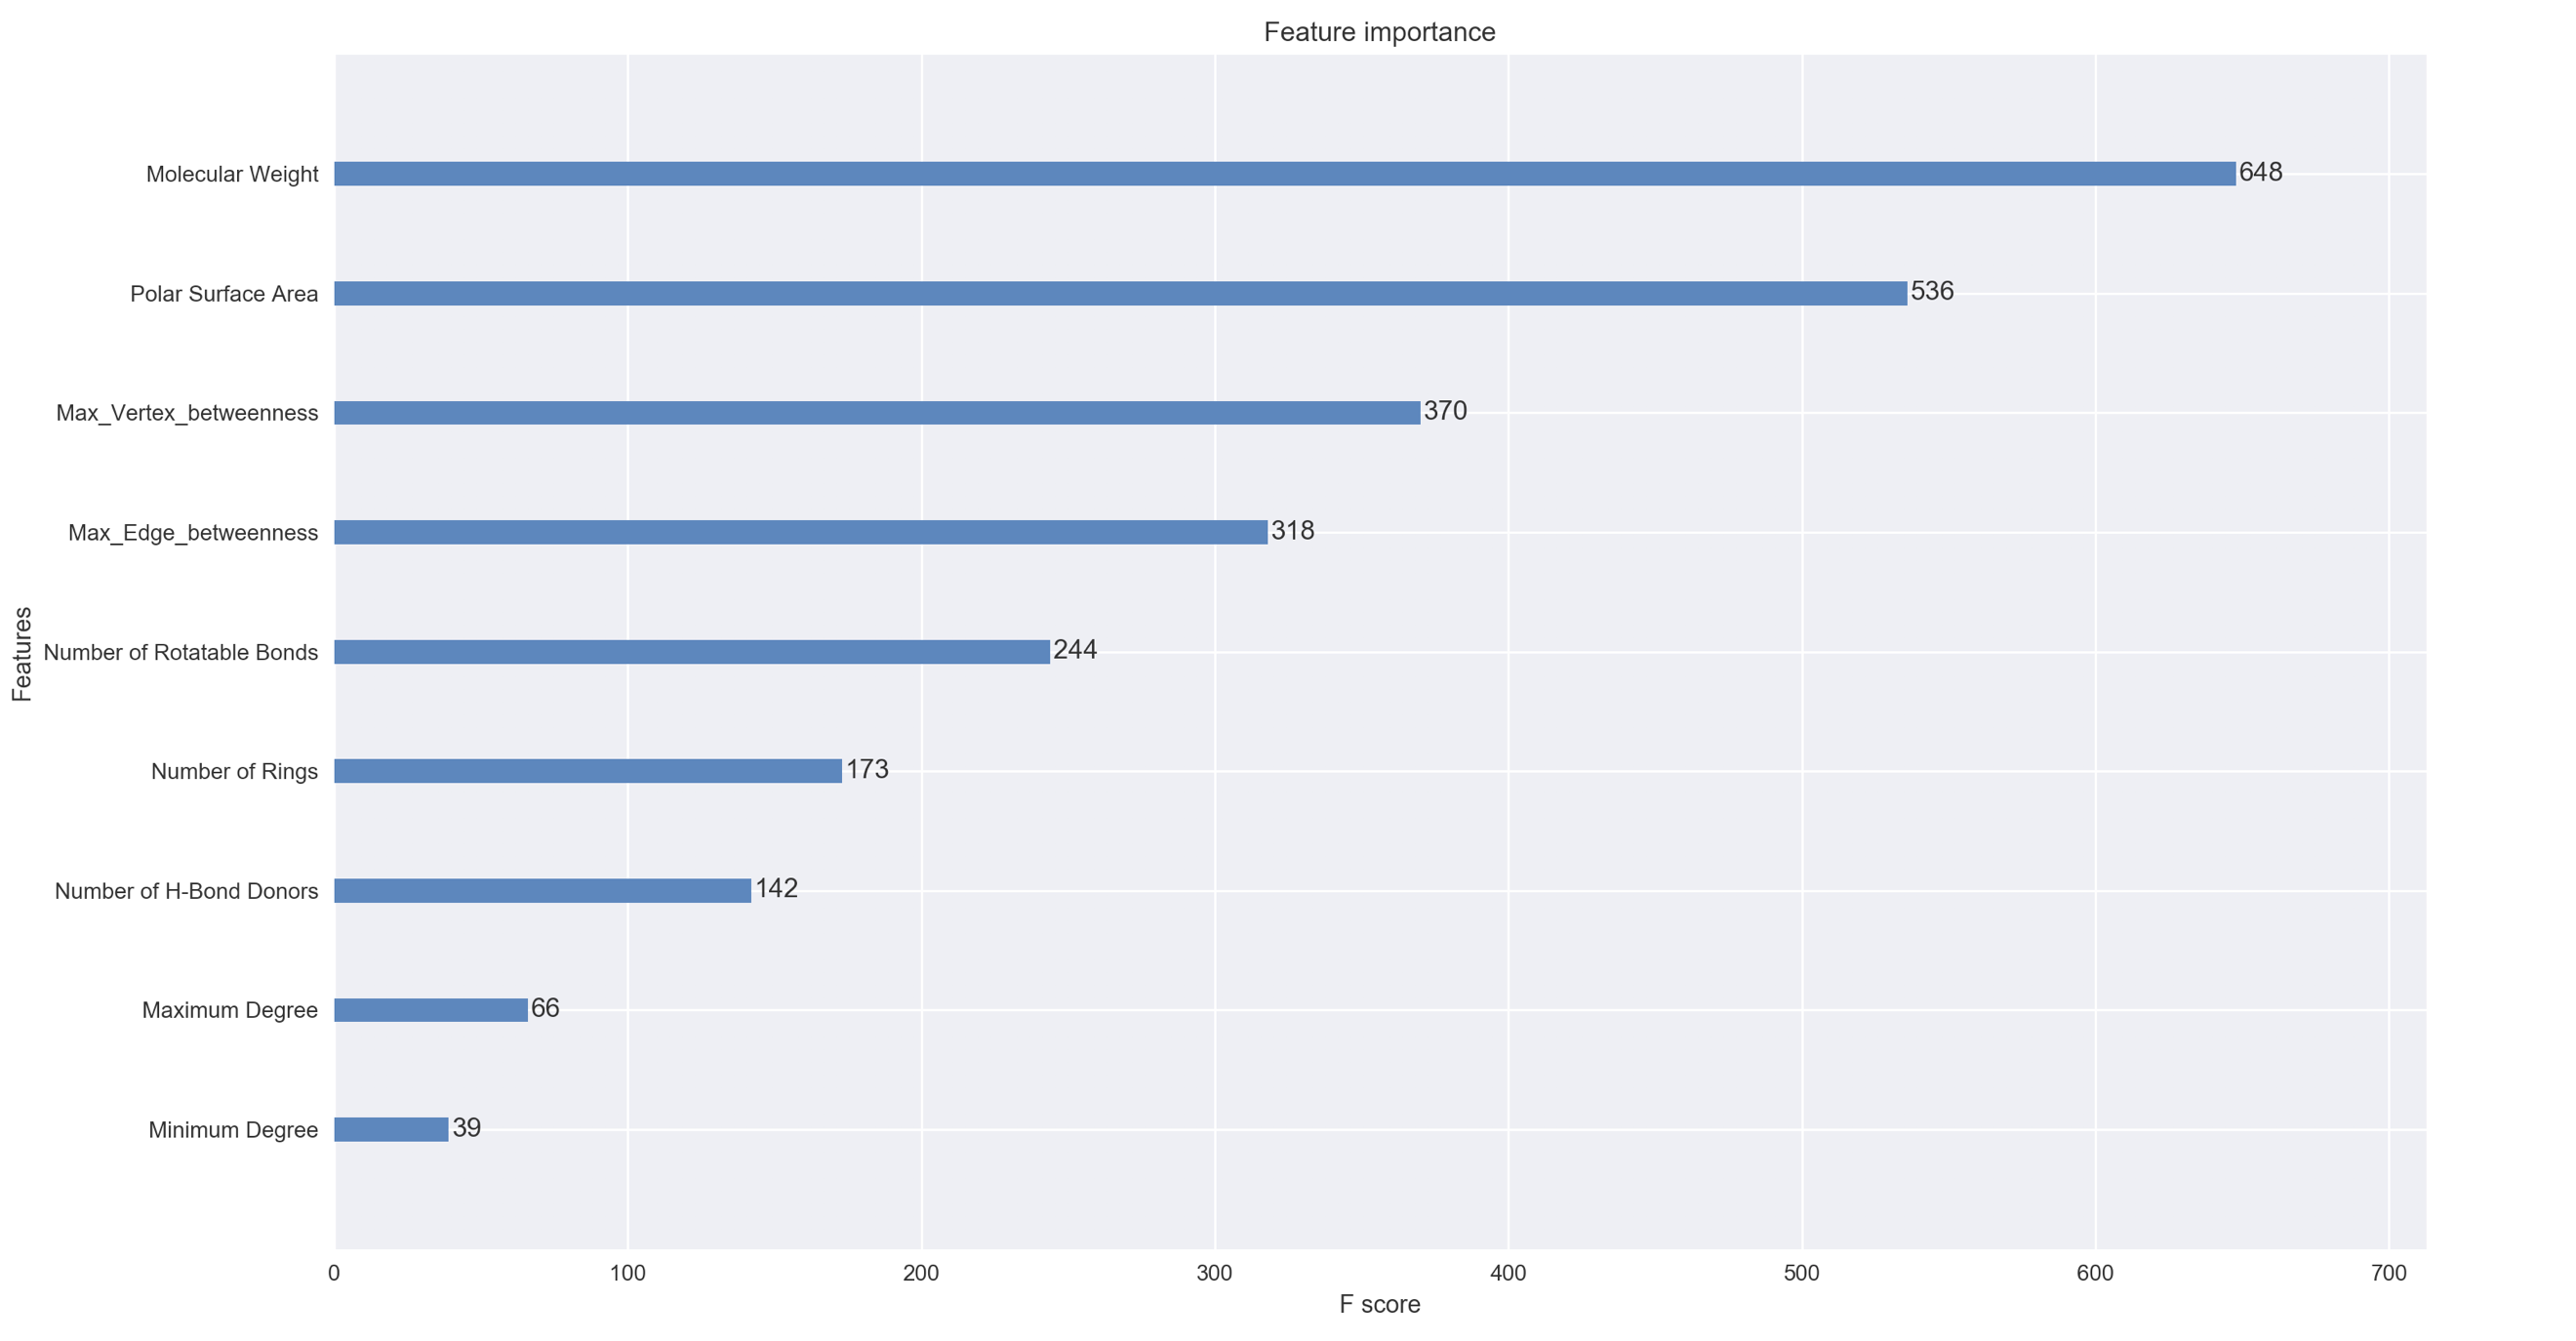 Feature importance
Molecular Weight 648
Polar Surface Area 536
Max_Vertex_betweenness 370
Max_Edge_betweenness 318
Number of Rotatable Bonds 244
Number of Rings 173
Number of H-Bond Donors 142
Maximum Degree 66
Minimum Degree 39
Features
0 100 200 300 400 500 600 700
F score